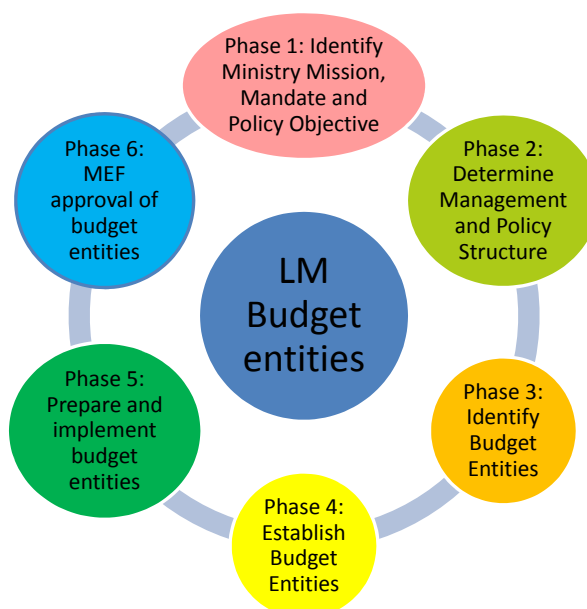 Phase 1: Identify
Ministry Mission,
Mandate and
Policy Objective
Phase 2:
Determine
Management
and Policy
Structure
Phase 3:
Identify
Budget
Entities
Phase 4:
Establish
Budget
Entities
Phase 5:
Prepare and
implement
budget
entities
Phase 6:
MEF
approval of
budget
entities
LM
Budget
entities